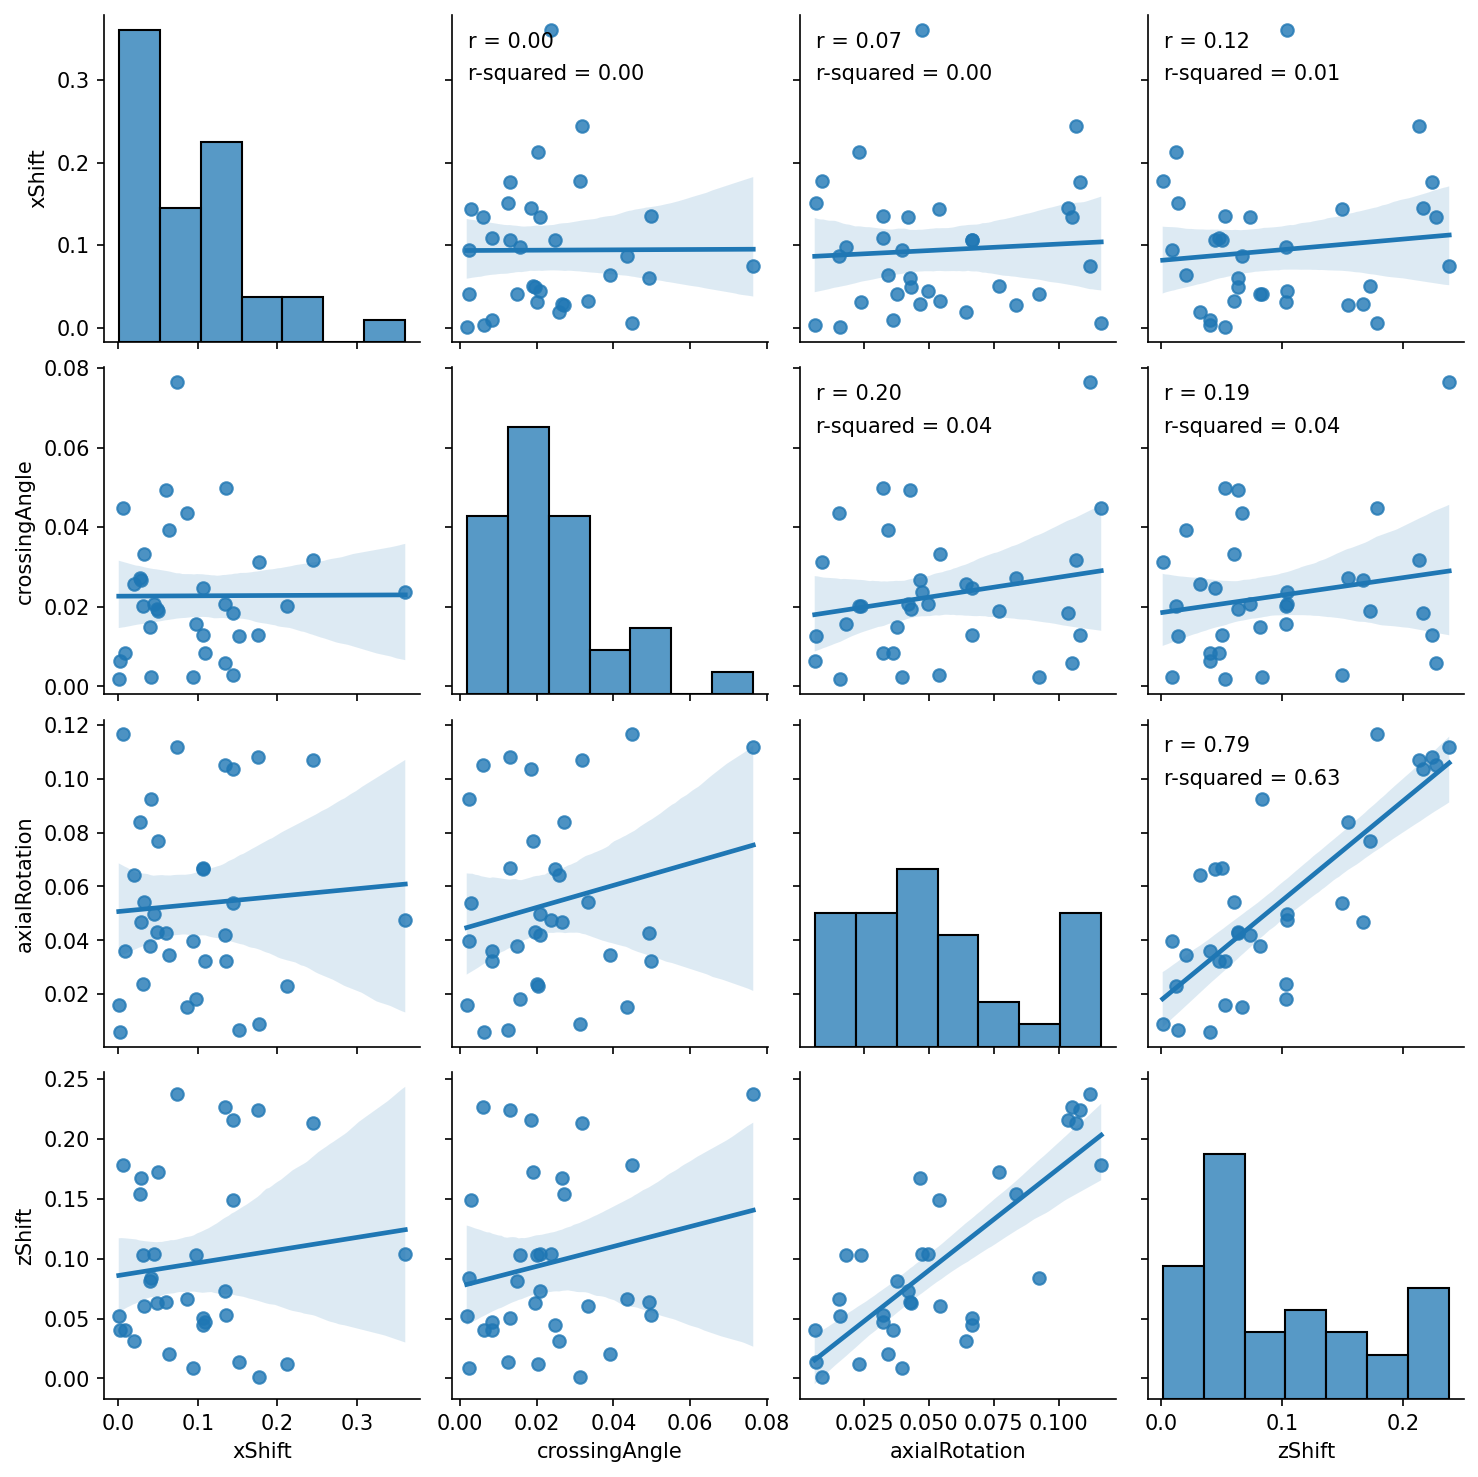 r = 0.00
r-squared = 0.00
r = 0.07
r-squared = 0.00
r = 0.12
r-squared = 0.01
xShift
0.3
0.2
0.1
0.0
r = 0.20
r-squared = 0.04
r = 0.19
r-squared = 0.04
crossingAngle
0.08
0.06
0.04
0.02
0.00
r = 0.79
r-squared = 0.63
axialRotation
0.12
0.10
0.08
0.06
0.04
0.02
zShift
0.25
0.20
0.15
0.10
0.05
0.00
0.0 0.1 0.2 0.3
xShift
0.00 0.02 0.04 0.06 0.08
crossingAngle
0.025 0.050 0.075 0.100
axialRotation
0.0 0.1 0.2
zShift